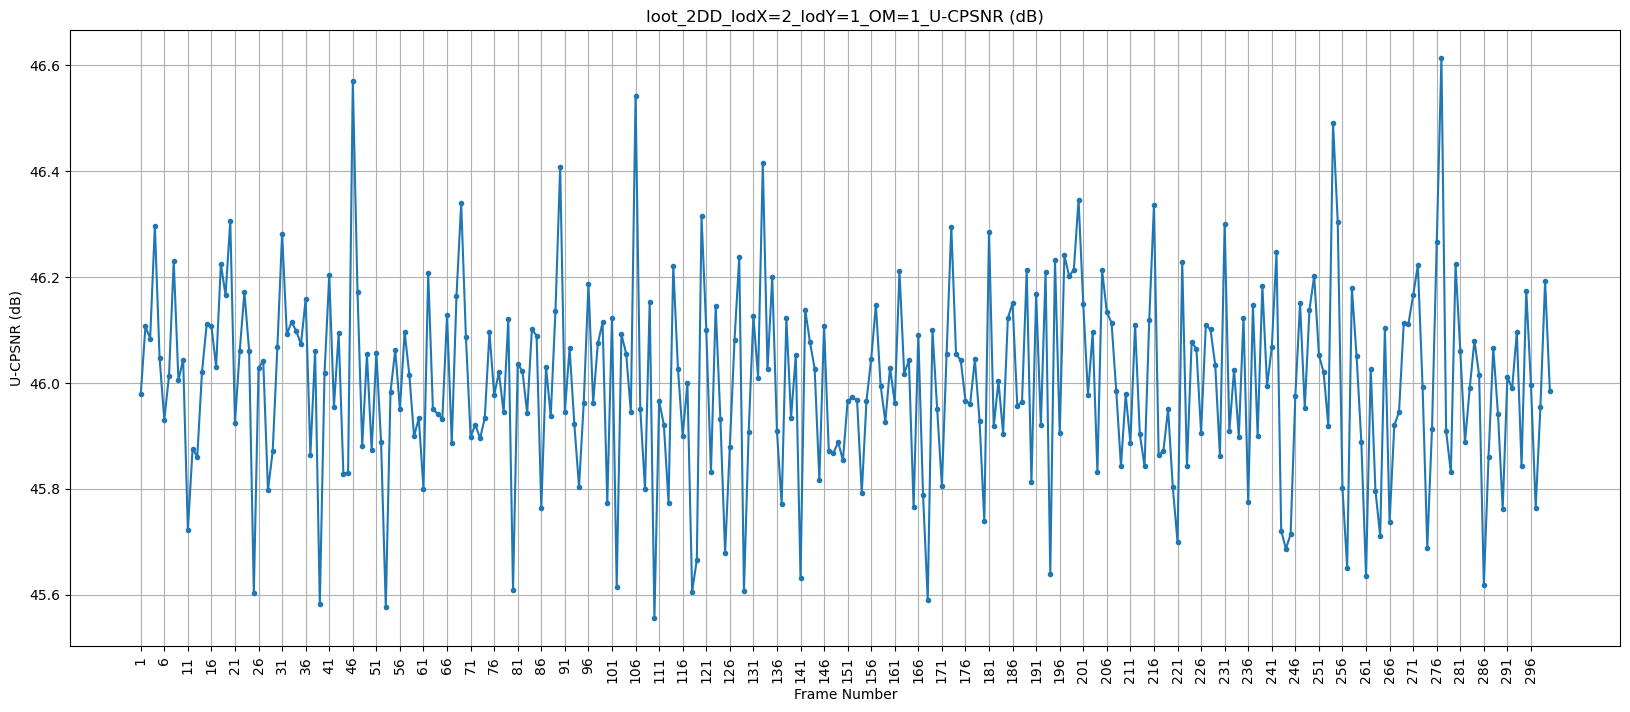 loot_2DD_lodX=2_lodY=1_OM=1_U-CPSNR (dB)
U-CPSNR (dB)
46.6
46.4
46.2
46.0
45.8
45.6
1 6 11 16 21 26 31 36 41 46 51 56 61 66 71 76 81 86 91 96 101 106 111 116 121 126 131 136 141 146 151 156 161 166 171 176 181 186 191 196 201 206 211 216 221 226 231 236 241 246 251 256 261 266 271 276 281 286 291 296
Frame Number